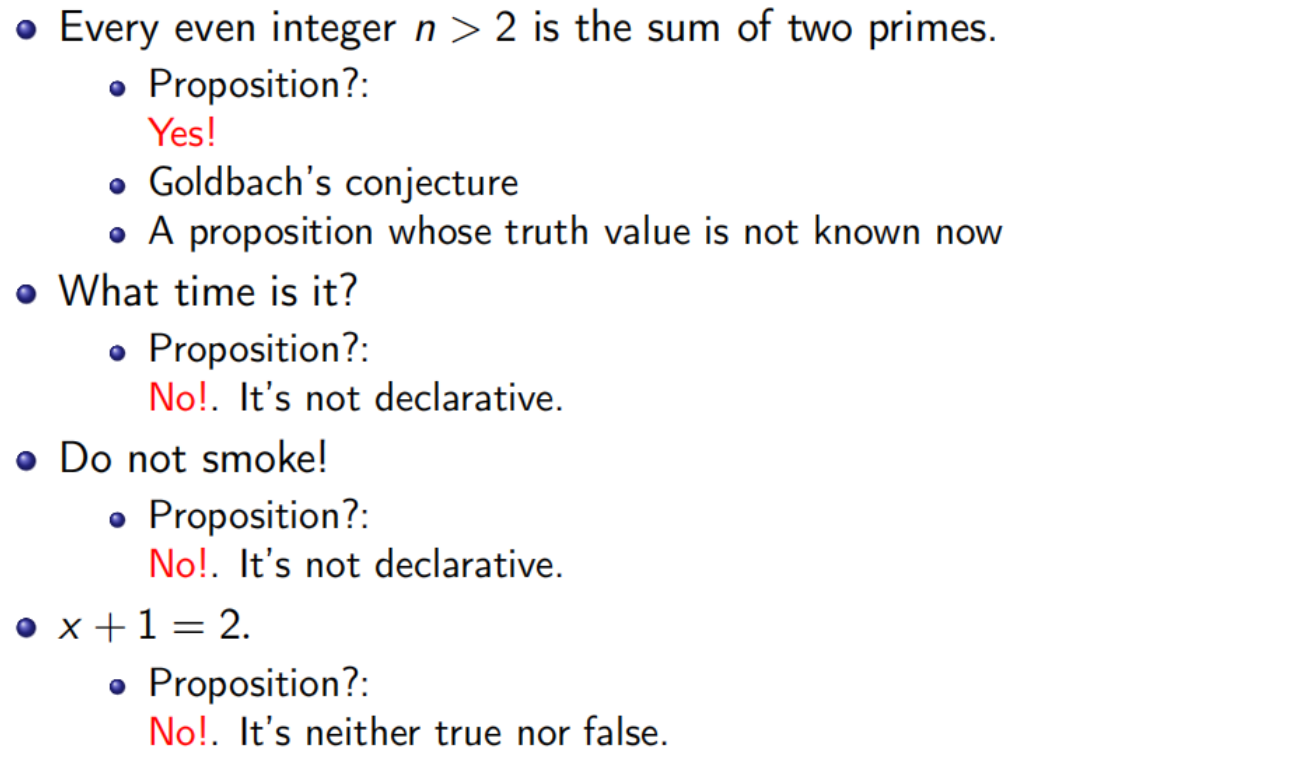 Every even integer n > 2 is the sum of two primes.
Proposition?:
Yes!
Goldbach's conjecture
A proposition whose truth value is not known now
What time is it?
Proposition?:
No!. It's not declarative.
Do not smoke!
Proposition?:
No!. It's not declarative.
x + 1 = 2.
Proposition?:
No!. It's neither true nor false.